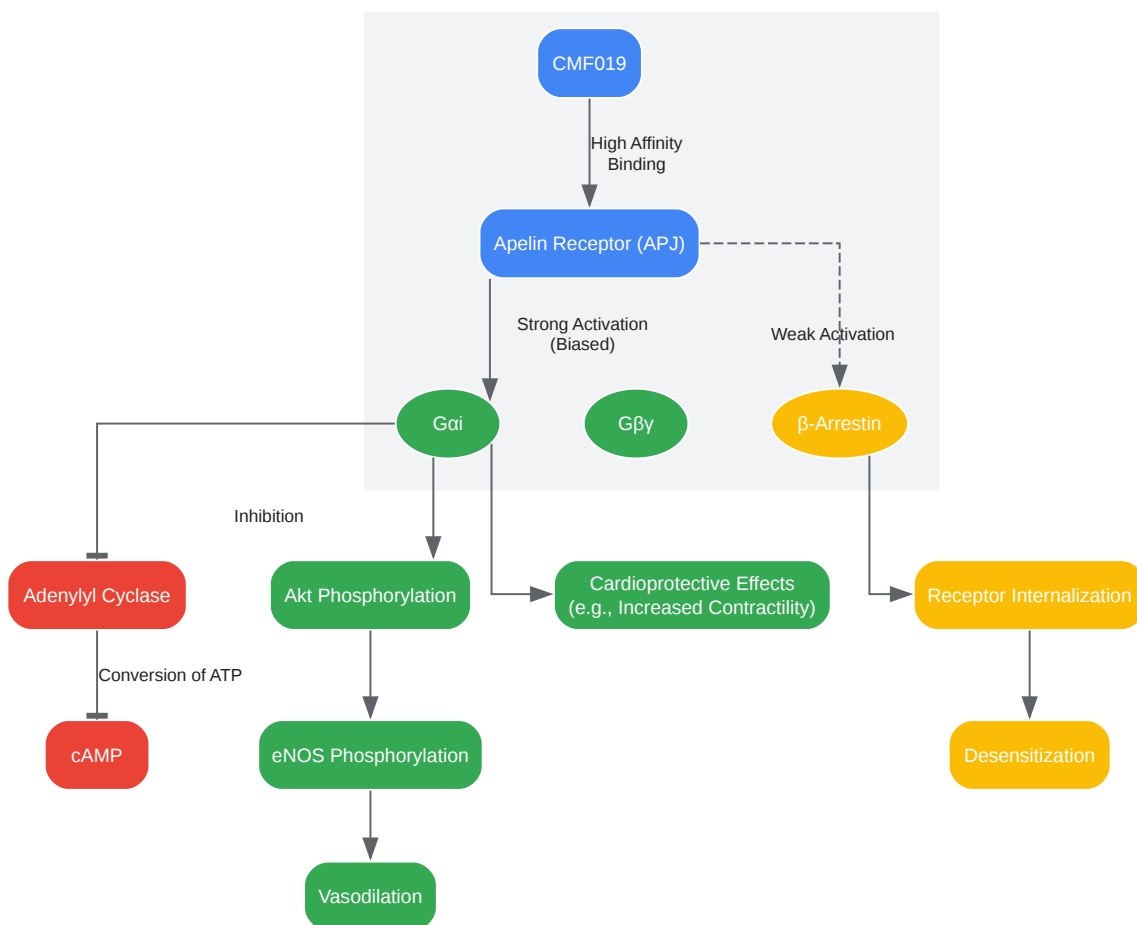 CMF019
High Affinity
Binding
Apelin Receptor (APJ)
Strong Activation
(Biased)
Weak Activation
Gαi
Gβγ
β-Arrestin
Inhibition
Adenylyl Cyclase
Akt Phosphorylation
Cardioprotective Effects
(e.g., Increased Contractility)
Receptor Internalization
Conversion of ATP
cAMP
eNOS Phosphorylation
Desensitization
Vasodilation